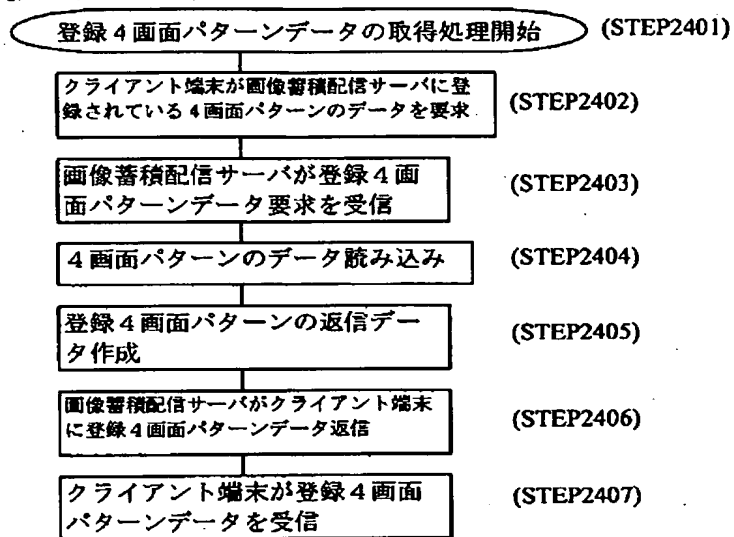 登録4画面パターンデータの取得処理開始 (STEP2401)
クライアント端末が画像蓄積配信サーバに登
録されている4画面パターンのデータを要求 (STEP2402)
画像蓄積配信サーバが登録4画
面パターンデータ要求を受信 (STEP2403)
4画面パターンのデータ読み込み (STEP2404)
登録4画面パターンの返信デー
タ作成 (STEP2405)
画像蓄積配信サーバがクライアント端末
に登録4画面パターンデータ返信 (STEP2406)
クライアント端末が登録4画面
パターンデータを受信 (STEP2407)